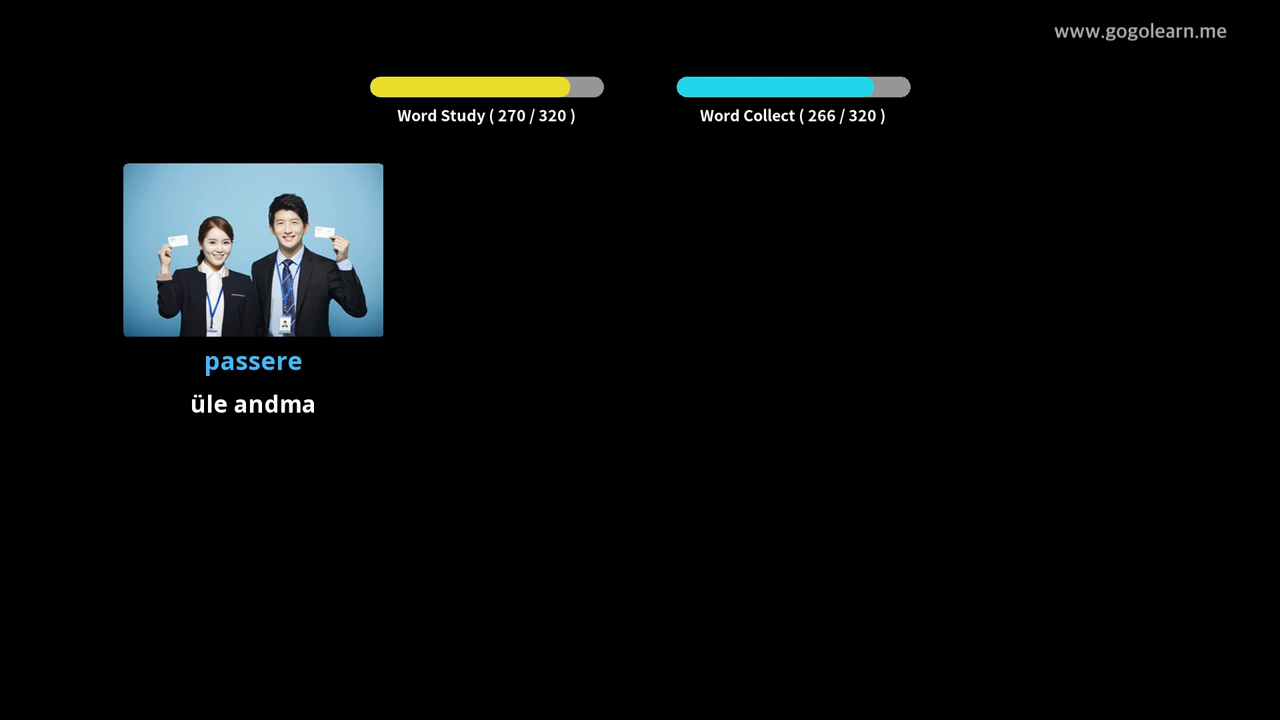 www.gogolearn.me
Word Study ( 270 / 320 )
Word Collect ( 266 / 320 )
passere
üle andma